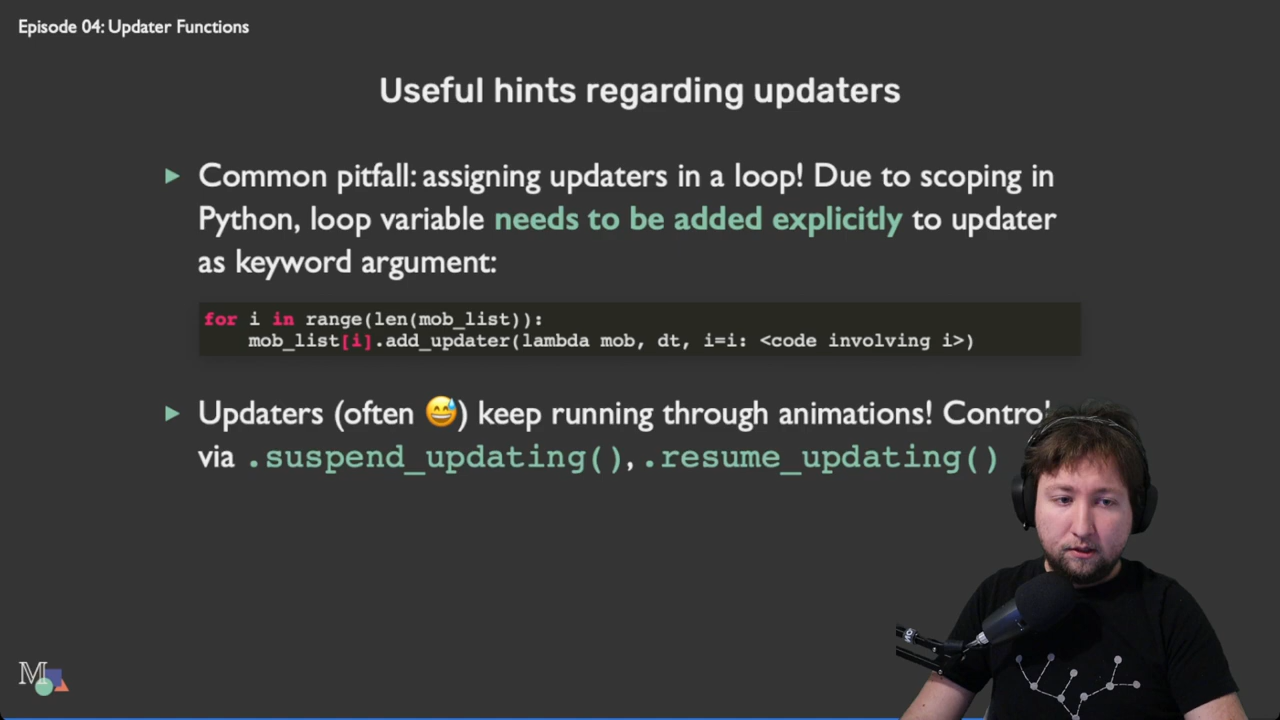 Episode 04: Updater Functions
Useful hints regarding updaters
Common pitfall: assigning updaters in a loop! Due to scoping in
Python, loop variable needs to be added explicitly to updater
as keyword argument:
for i in range(len(mob_list)):
mob_list[i].add_updater(lambda mob, dt, i=i: <code involving i>)
Updaters (often 😅) keep running through animations! Control
via .suspend_updating(), .resume_updating()
M